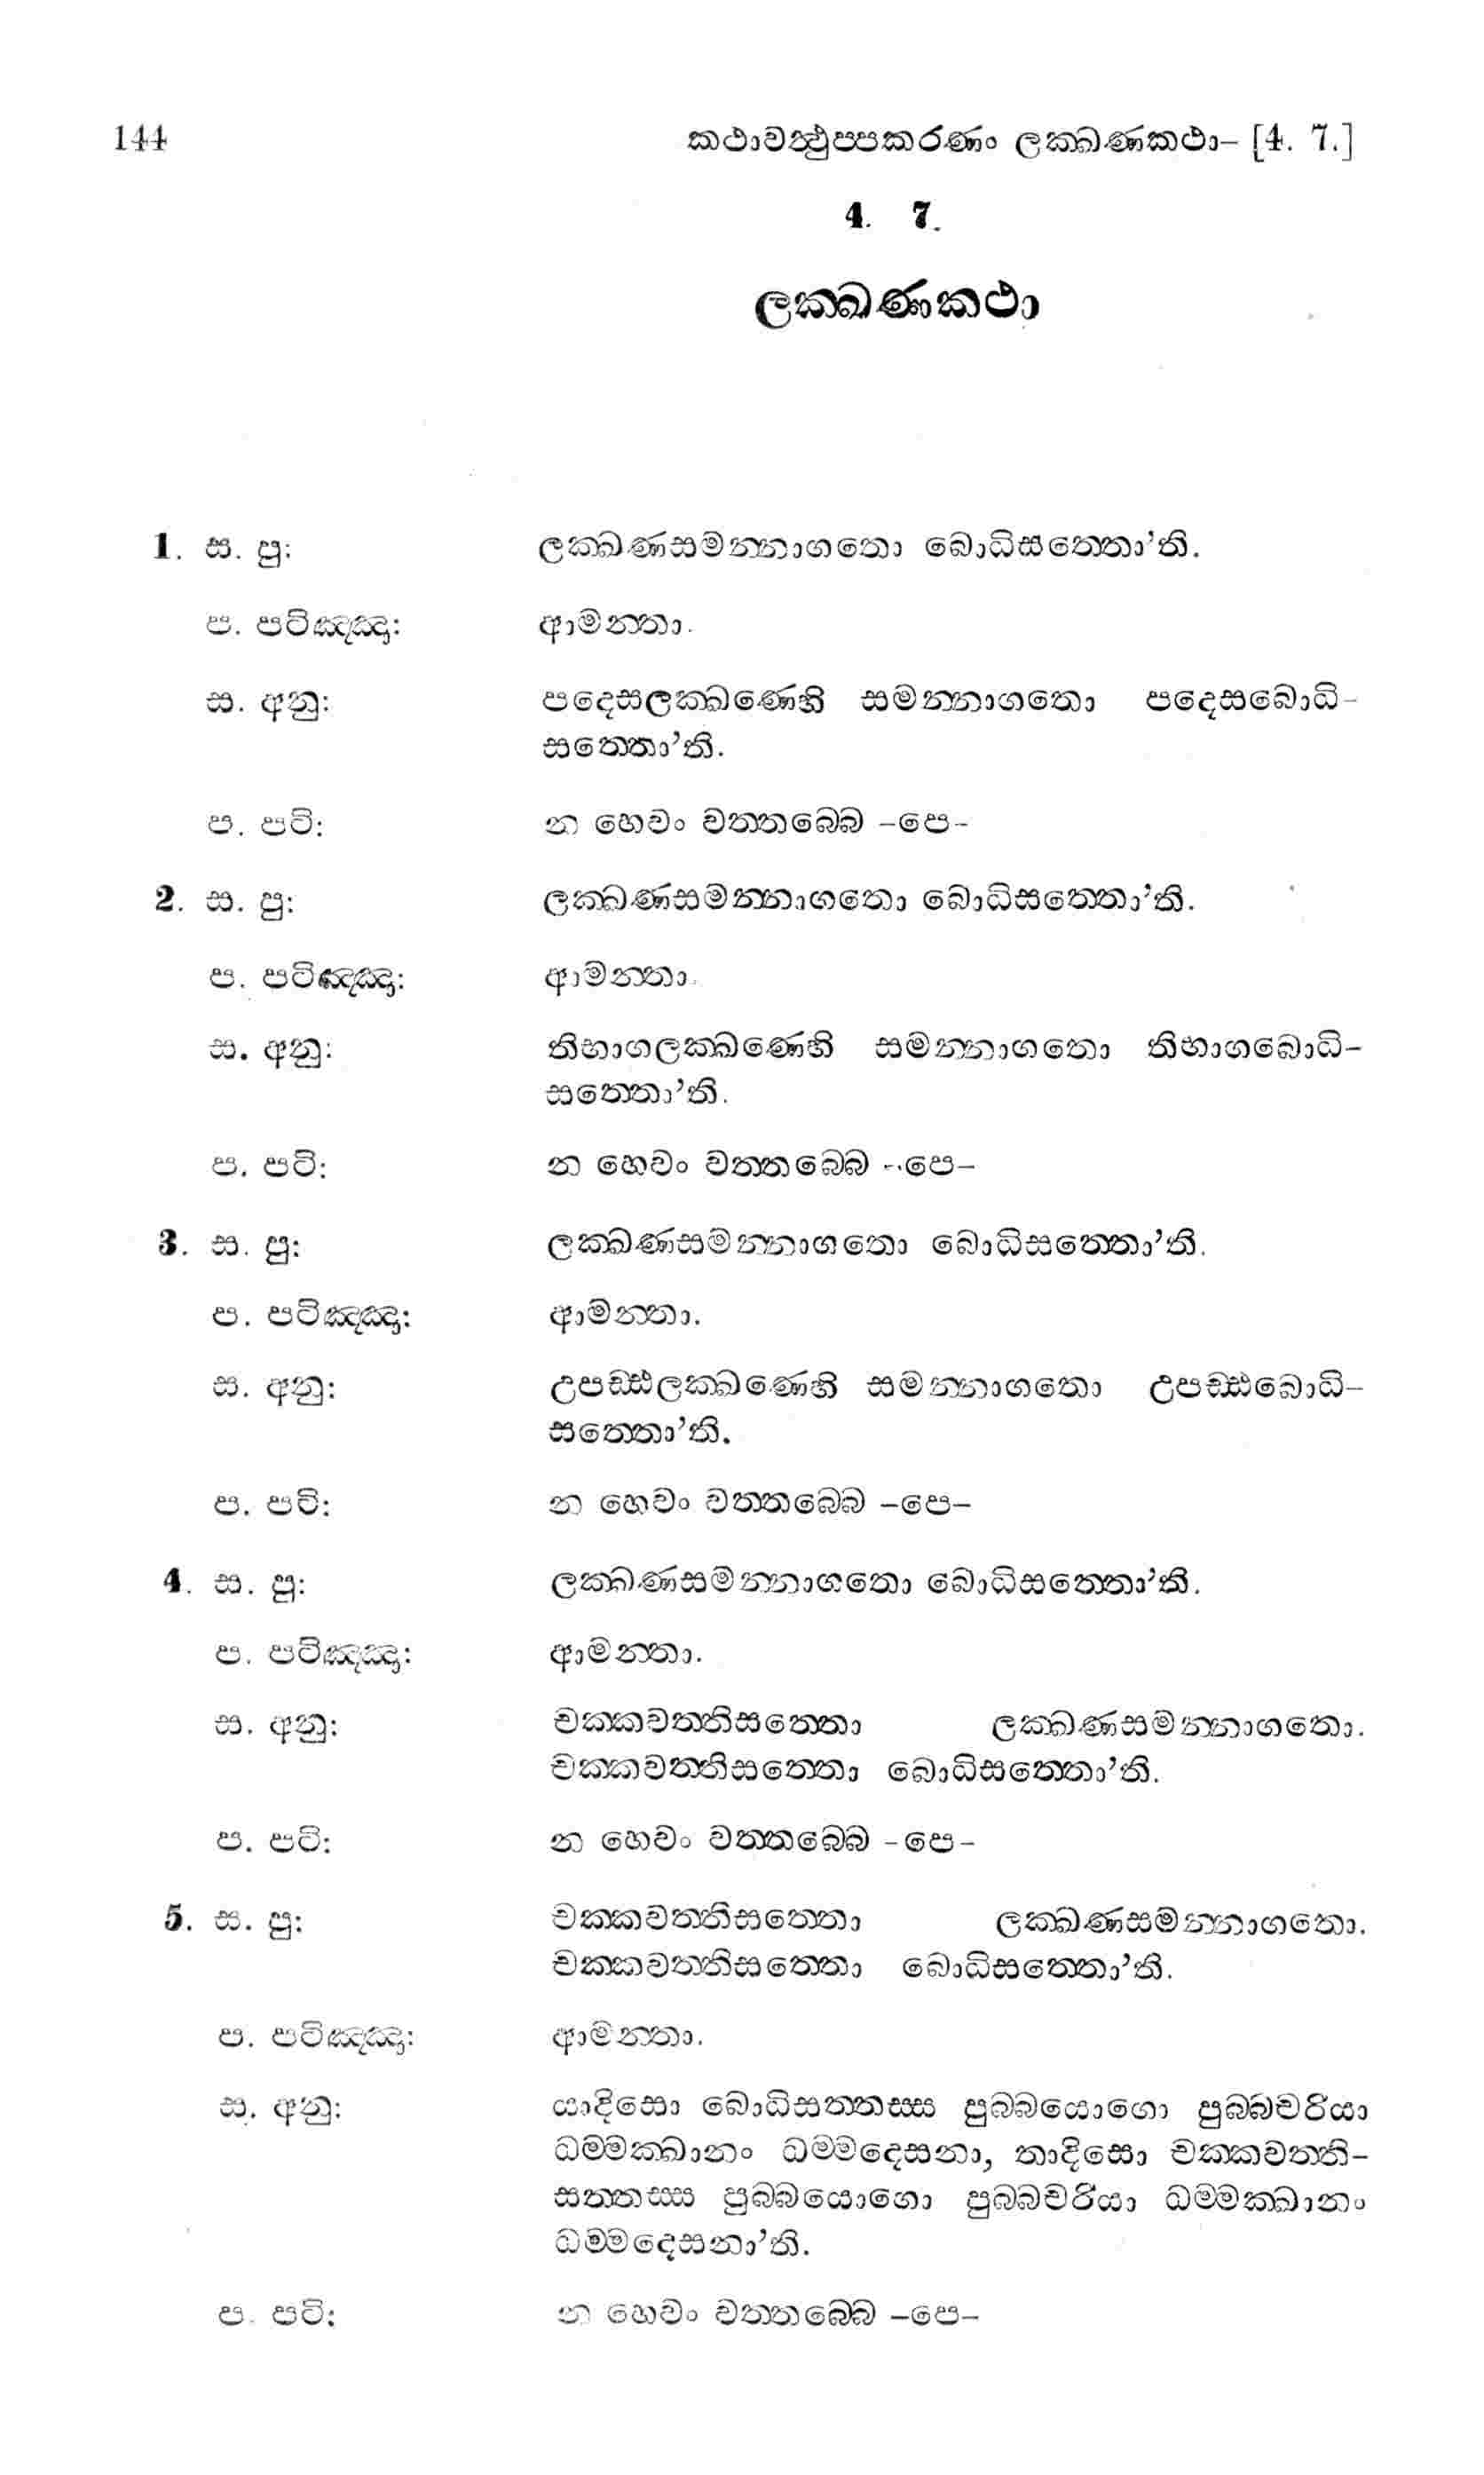 144 කථාවත්ථුප්පකරණං ලක්ඛණකථා– [4. 7.]
4. 7.
ලක්ඛණකථා
1. ස. පු: ලක්ඛණසමන්නාගතො බොධිසත්තො’ති.
ප. පටිඤ්ඤා: ආමන්තා.
ස. අනු: පදෙසලක්ඛණෙහි සමන්නාගතො පදෙසබොධි–
සත්තො’ති.
ප. පටි: න හෙවං වත්තබ්බෙ –පෙ–
2. ස. පු: ලක්ඛණසමන්නාගතො බොධිසත්තො’ති.
ප. පටිඤ්ඤා: ආමන්තා.
ස. අනු: තිභාගලක්ඛණෙහි සමන්නාගතො තිභාගබොධි–
සත්තො’ති.
ප. පටි: න හෙවං වත්තබ්බෙ –පෙ–
3. ස. පු: ලක්ඛණසමන්නාගතො බොධිසත්තො’ති.
ප. පටිඤ්ඤා: ආමන්තා.
ස. අනු: උපඩ්ඪලක්ඛණෙහි සමන්නාගතො උපඩ්ඪබොධි–
සත්තො’ති.
ප. පටි: න හෙවං වත්තබ්බෙ –පෙ–
4. ස. පු: ලක්ඛණසමන්නාගතො බොධිසත්තො’ති.
ප. පටිඤ්ඤා: ආමන්තා.
ස. අනු: චක්කවත්තිසත්තො ලක්ඛණසමන්නාගතො.
චක්කවත්තිසත්තො බොධිසත්තො’ති.
ප. පටි: න හෙවං වත්තබ්බෙ –පෙ–
5. ස. පු: චක්කවත්තිසත්තො ලක්ඛණසමන්නාගතො.
චක්කවත්තිසත්තො බොධිසත්තො’ති.
ප. පටිඤ්ඤා: ආමන්තා.
ස. අනු: යාදිසො බොධිසත්තස්ස පුබ්බයොගො පුබ්බචරියා
ධම්මක්ඛානං ධම්මදෙසනා, තාදිසො චක්කවත්ති–
සත්තස්ස පුබ්බයොගො පුබ්බචරියා ධම්මක්ඛානං
ධම්මදෙසනා’ති.
ප. පටි: න හෙවං වත්තබ්බෙ –පෙ–